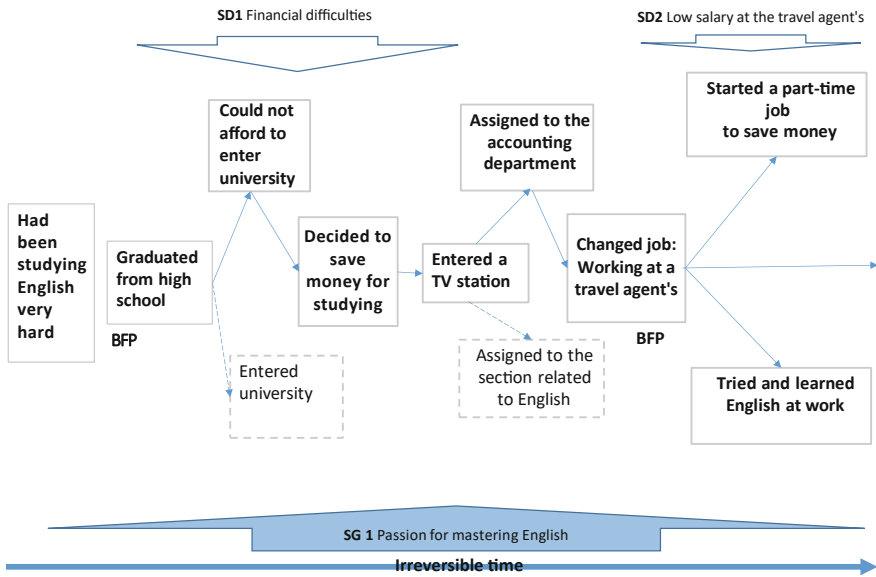 SD1 Financial difficulties
SD2 Low salary at the travel agent's
Could not
afford to
enter
university
Assigned to the
accounting
department
Started a part-time
job
to save money
Had
been
studying
English
very
hard
Graduated
from high
school
BFP
Decided to
save
money for
studying
Entered a
TV station
Changed job:
Working at a
travel agent's
BFP
Entered
university
Assigned to the
section related
to English
Tried and learned
English at work
SG 1 Passion for mastering English
Irreversible time